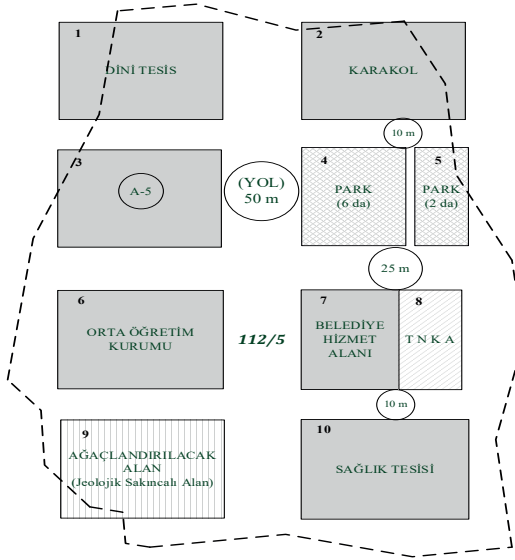 1
DİNİ TESİS
2
KARAKOL
10 m
3
A-5
(YOL)
50 m
4
PARK
(6 da)
5
PARK
(2 da)
25 m
6
ORTA ÖĞRETİM
KURUMU
112/5
7
BELEDİYE
HİZMET
ALANI
8
T N K A
10 m
9
AĞAÇLANDIRILACAK
ALAN
(Jeolojik Sakıncalı Alan)
10
SAĞLIK TESİSİ